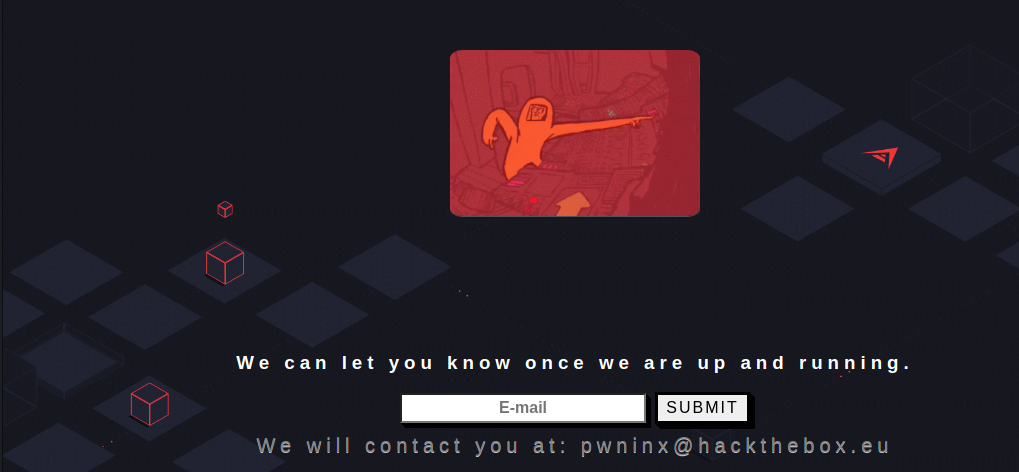 We can let you know once we are up and running.
E-mail SUBMIT
We will contact you at: pwninx@hackthebox.eu